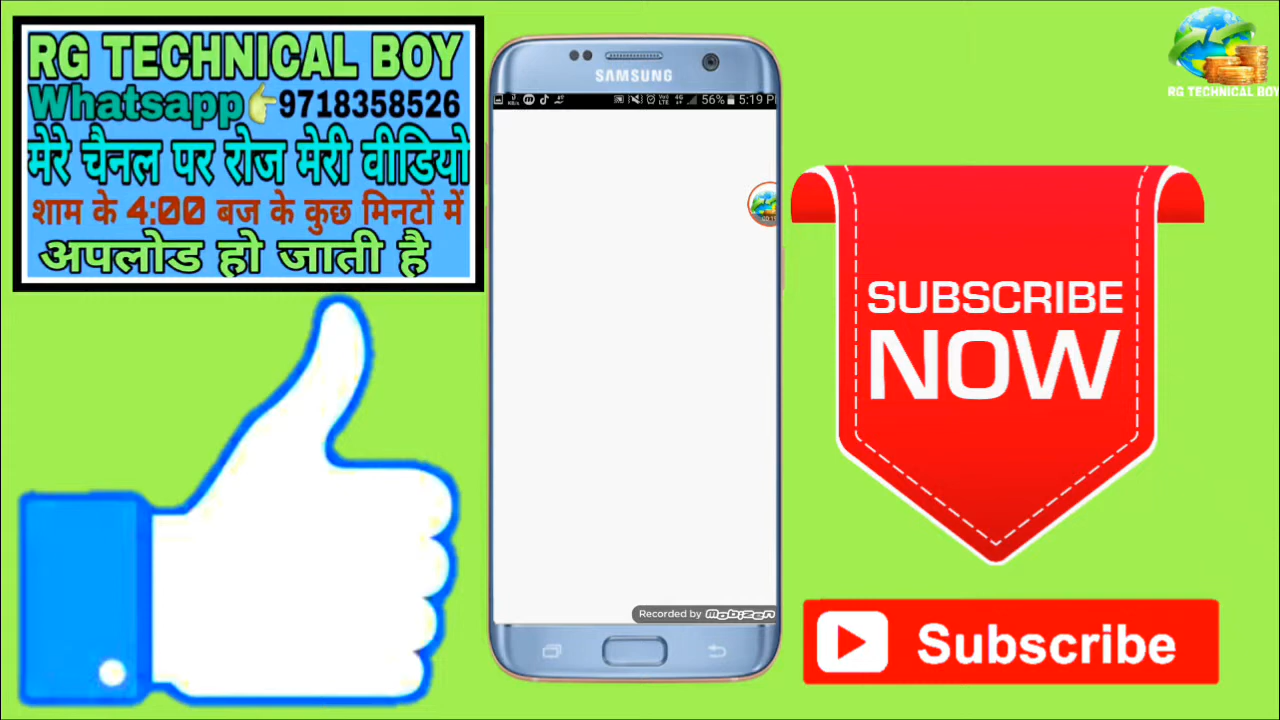 RG TECHNICAL BOY
Whatsapp👉9718358526
मेरे चैनल पर रोज मेरी वीडियो
शाम के 4:00 बज के कुछ मिनटों में
अपलोड हो जाती है
SAMSUNG
56% 5:19 P
RG TECHNICAL BOY
SUBSCRIBE
NOW
Recorded by Mobizen
Subscribe